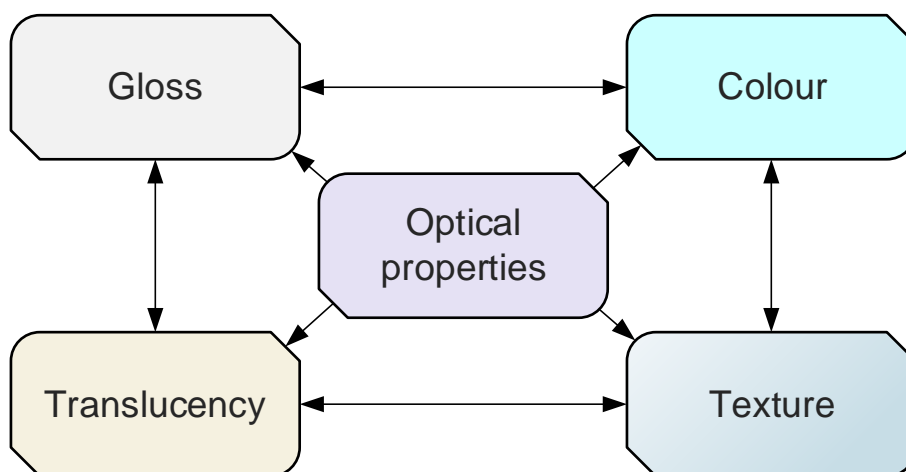 Gloss
Colour
Optical
properties
Translucency
Texture